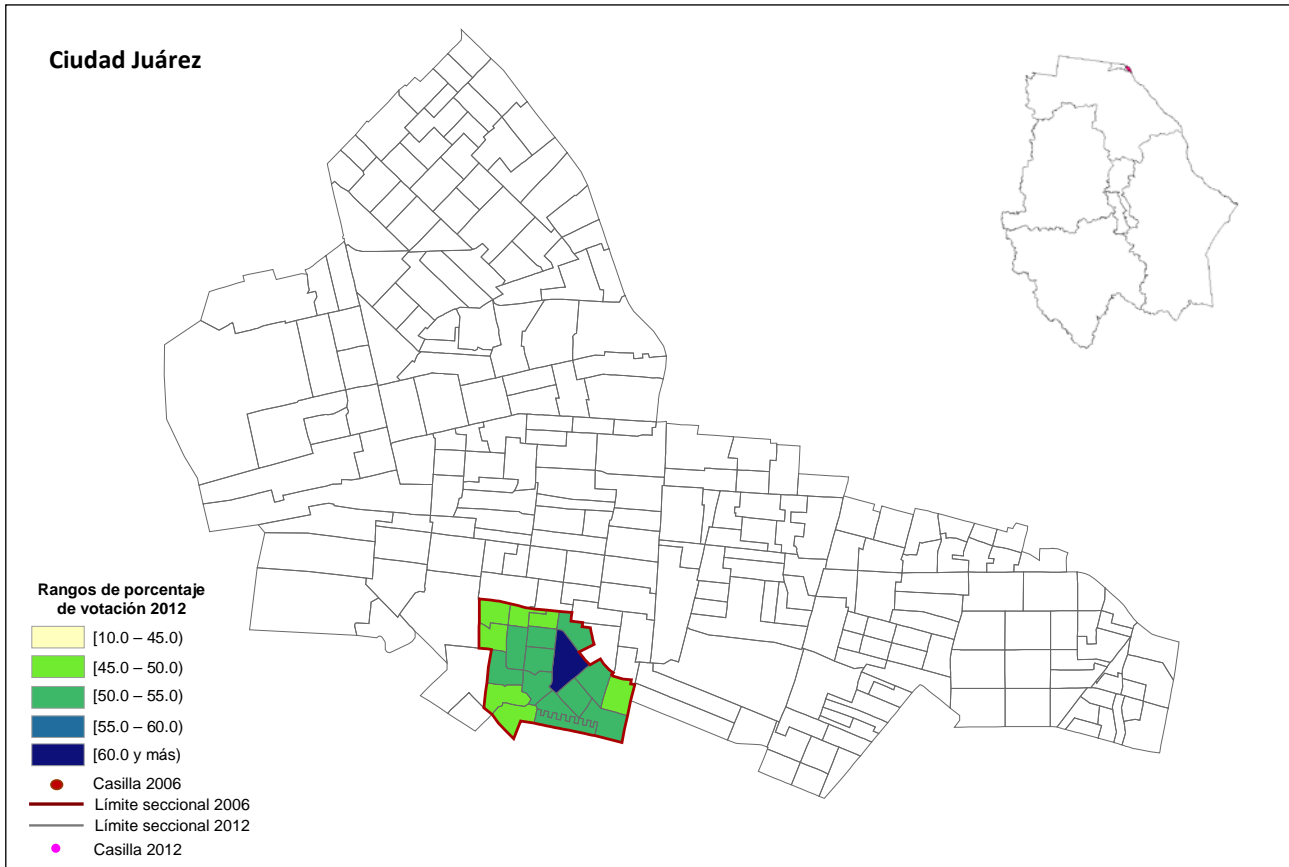 Ciudad Juárez
Rangos de porcentaje
de votación 2012
[10.0 – 45.0)
[45.0 – 50.0)
[50.0 – 55.0)
[55.0 – 60.0)
[60.0 y más)
Casilla 2006
Límite seccional 2006
Límite seccional 2012
Casilla 2012